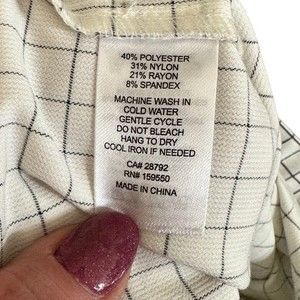 40% POLYESTER
31% NYLON
21% RAYON
8% SPANDEX
MACHINE WASH IN
COLD WATER
GENTLE CYCLE
DO NOT BLEACH
HANG TO DRY
COOL IRON IF NEEDED
CA# 28792
RN# 159550
MADE IN CHINA